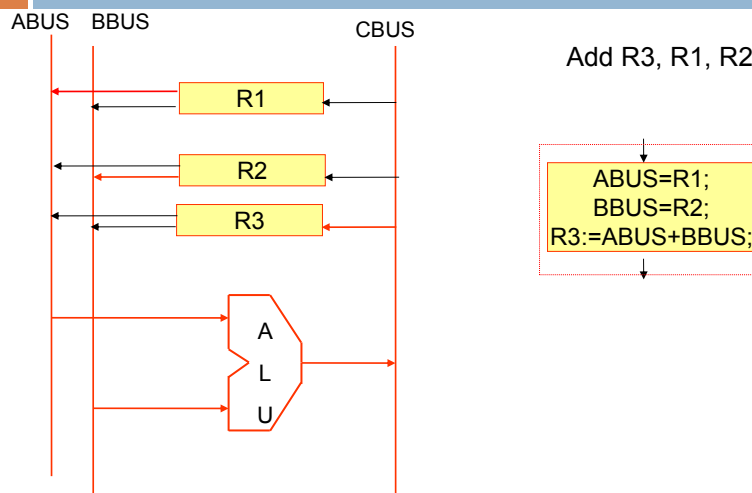 ABUS BBUS
CBUS
Add R3, R1, R2
R1
R2
R3
ABUS=R1;
BBUS=R2;
R3:=ABUS+BBUS;
A
L
U